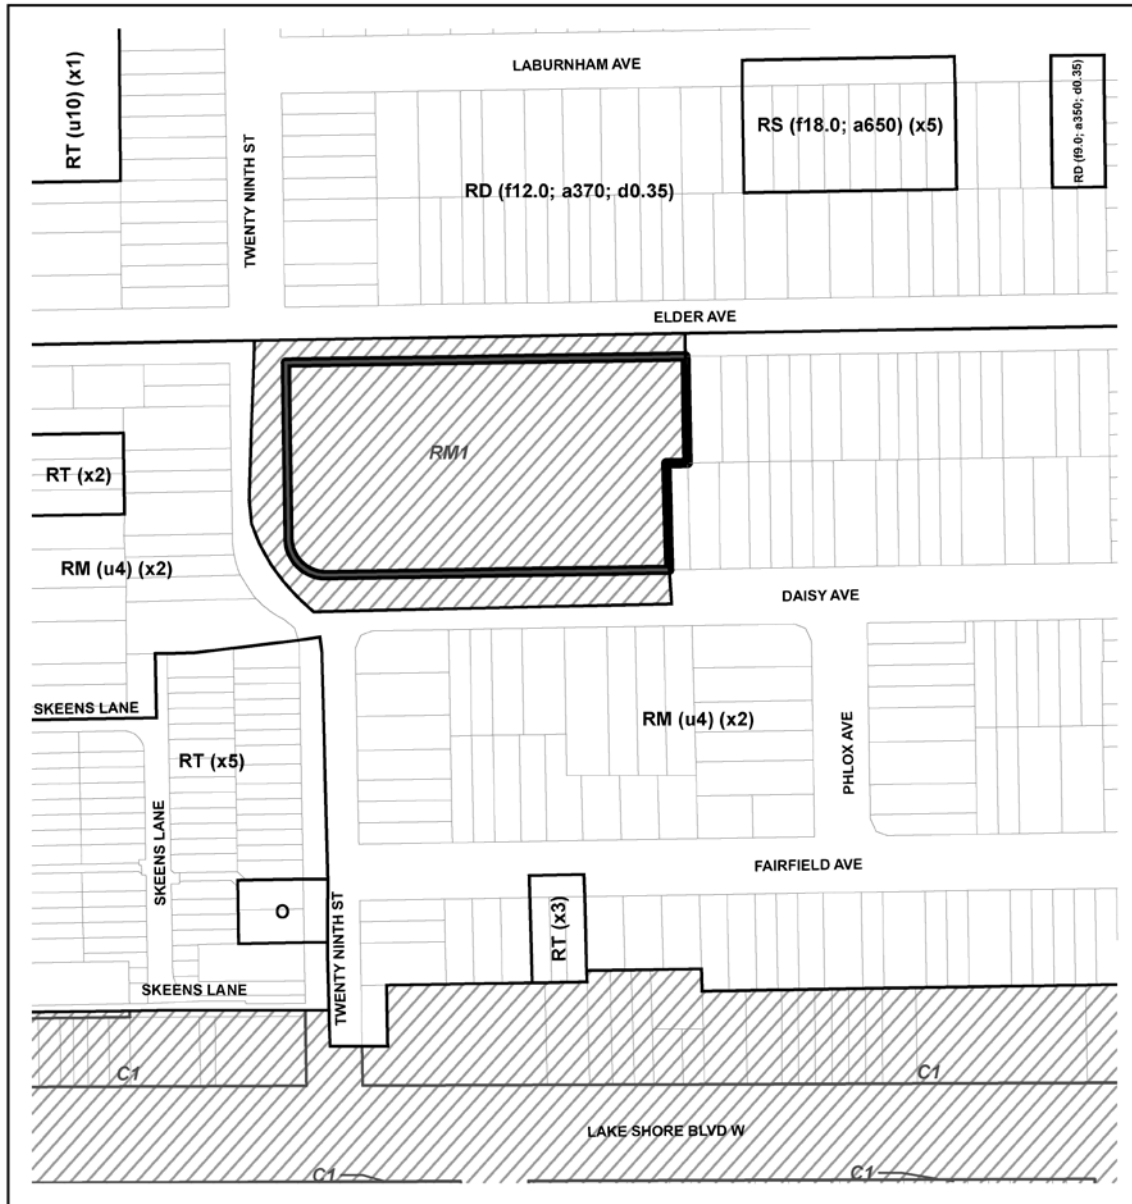 LABURNHAM AVE
RT (u10) (x1)
RS (f18.0; a650) (x5)
RD (f9.0; a350; d0.35)
TWENTY NINTH ST
RD (f12.0; a370; d0.35)
ELDER AVE
RM1
RT (x2)
RM (u4) (x2)
DAISY AVE
SKEENS LANE
RM (u4) (x2)
PHLOX AVE
RT (x5)
SKEENS LANE
FAIRFIELD AVE
O
TWENTY NINTH ST
RT (x3)
SKEENS LANE
C1
C1
LAKE SHORE BLVD W
C1
C1